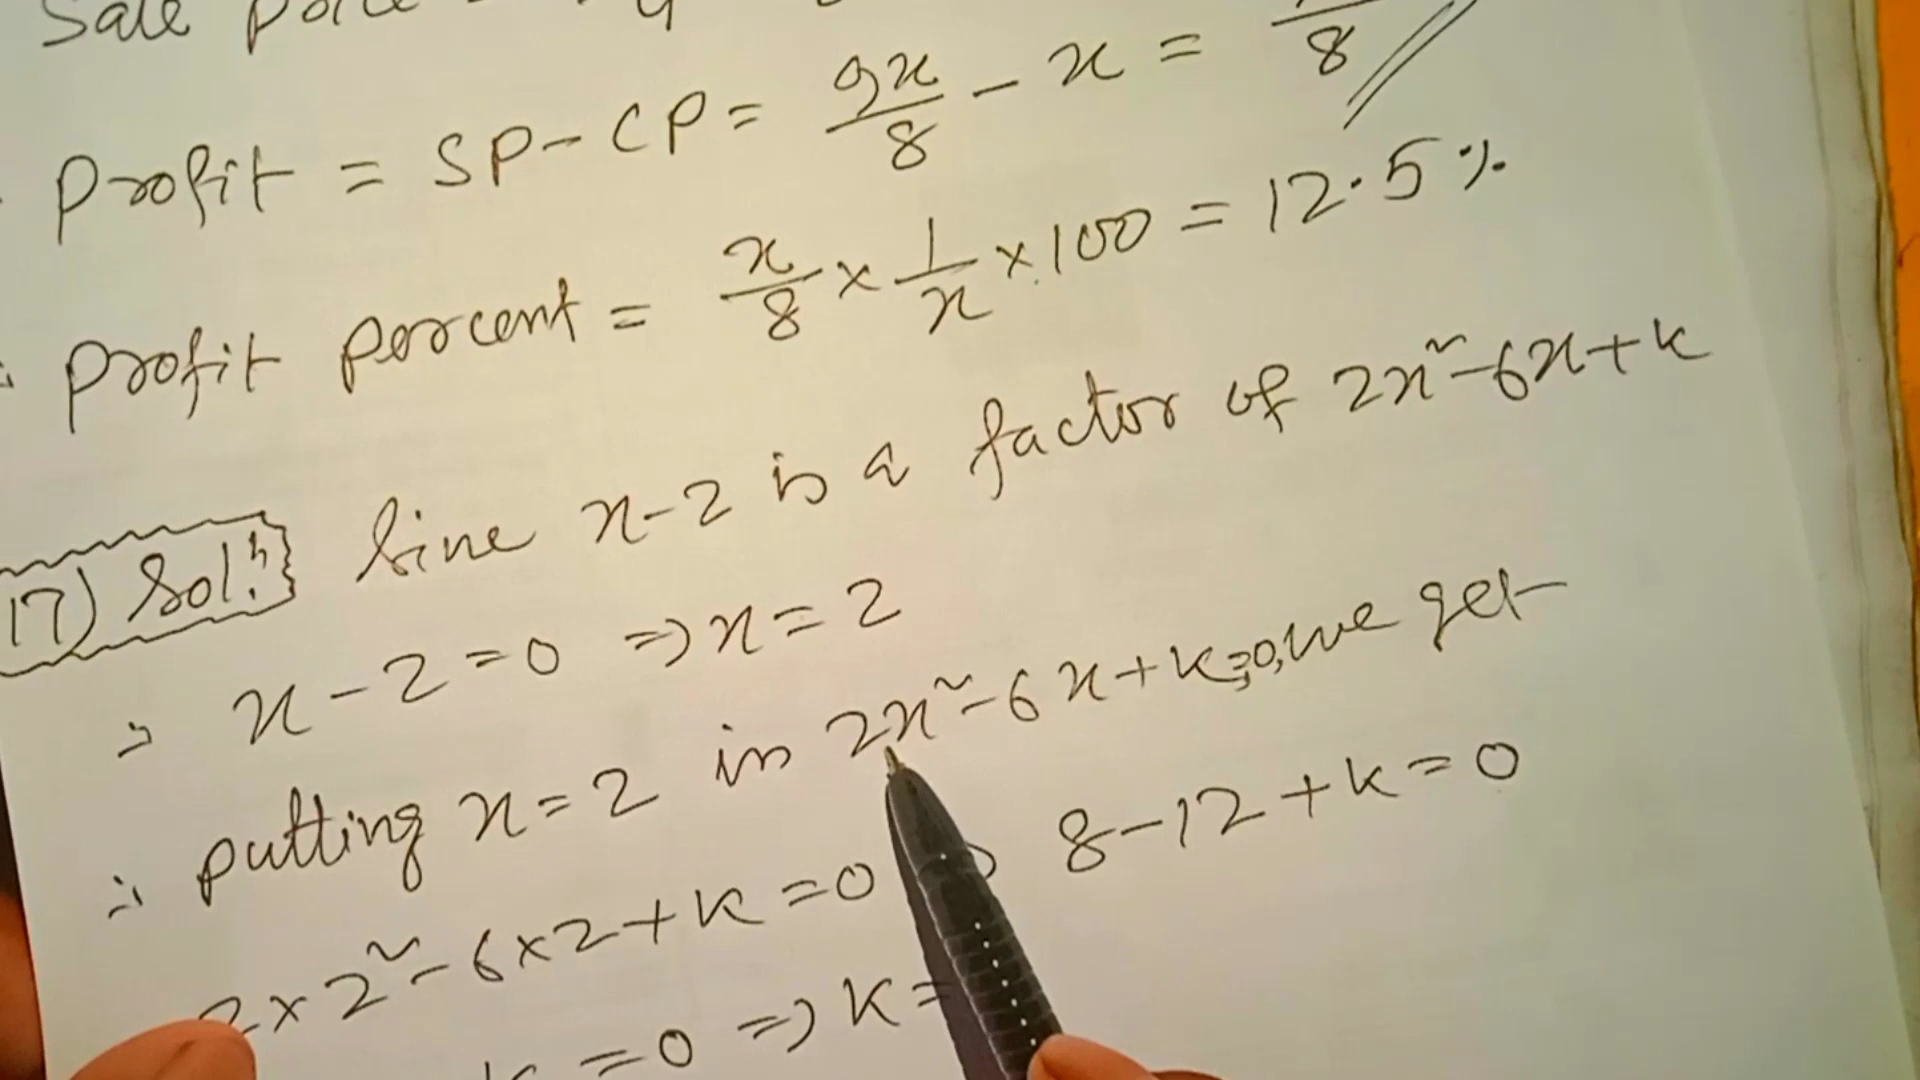 Sale
Profit = SP - CP = 9x/8 - x = /8
Profit percent = x/8 × 1/x × 100 = 12.5%
17) Sol.ⁿ Sine x-2 is a factor of 2x²-6x+k
x-2=0 ⇒ x=2
∴ putting x=2 in 2x²-6x+k=0, we get
2×2²-6×2+k=0 8-12+k=0
k=0 ⇒ k=